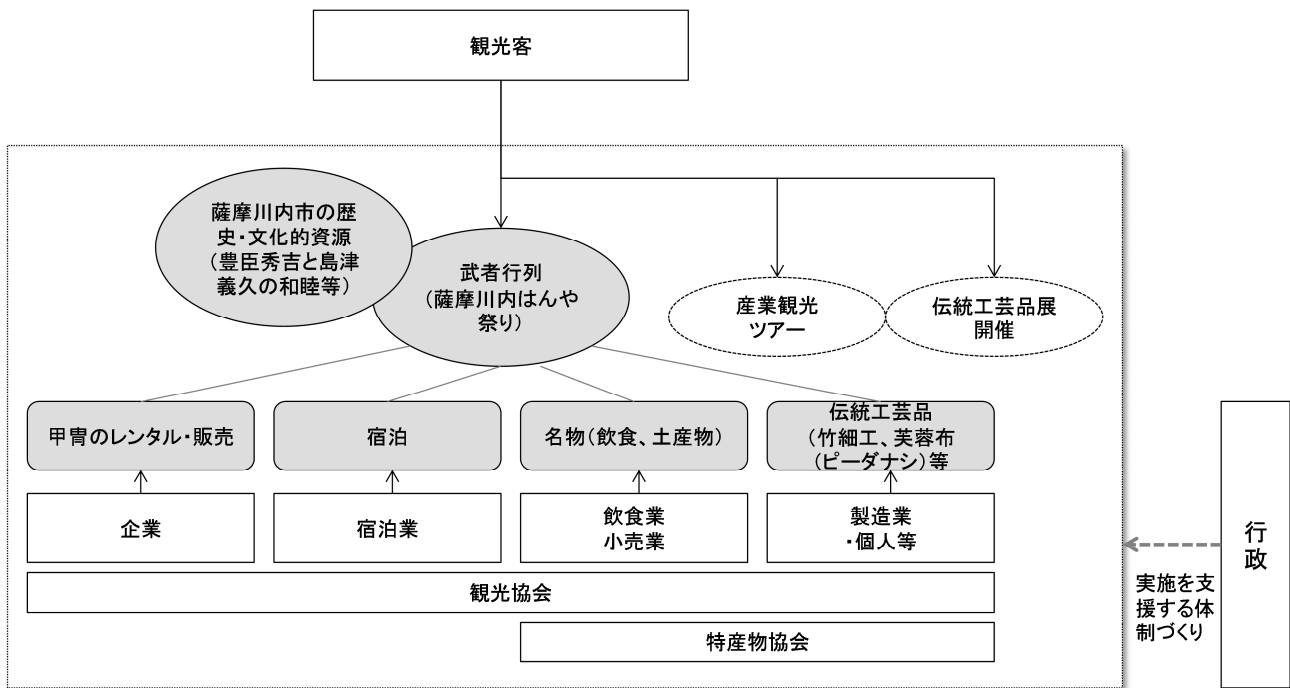 観光客
薩摩川内市の歴
史・文化的資源
（豊臣秀吉と島津
義久の和睦等）
武者行列
（薩摩川内はんや
祭り）
産業観光
ツアー
伝統工芸品展
開催
甲冑のレンタル・販売
宿泊
名物（飲食、土産物）
伝統工芸品
（竹細工、芙蓉布
（ビーダナシ）等
企業
宿泊業
飲食業
小売業
製造業
・個人等
観光協会
特産物協会
行
政
実施を支
援する体
制づくり